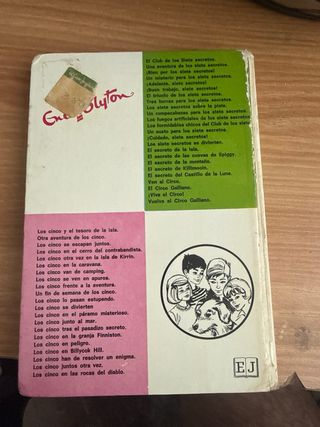 Enid Blyton
El Club de los Siete Secretos.
Una aventura de los siete secretos.
¡Bien por los siete secretos!
Un misterio para los siete secretos.
¡Adelante, siete secretos!
¡Buen trabajo, siete secretos!
El triunfo de los siete secretos.
Tres hurras para los siete secretos.
Los siete secretos sobre la pista.
Un rompecabezas para los siete secretos.
Los fuegos artificiales de los siete secretos.
Los formidables chicos del Club de los siete
Un susto para los siete secretos.
¡Cuidado, siete secretos!
Los siete secretos se divierten.
El secreto de la isla.
El secreto de las cuevas de Spiggy.
El secreto de la montaña.
El secreto de Killimooin.
El secreto del Castillo de la Luna.
Ven al Circo.
El Circo Galliano.
¡Viva el Circo!
Vuelve al Circo Galliano.
Los cinco y el tesoro de la isla.
Otra aventura de los cinco.
Los cinco se escapan juntos.
Los cinco en el cerro del contrabandista.
Los cinco otra vez en la isla de Kirrin.
Los cinco en la caravana.
Los cinco van de camping.
Los cinco se ven en apuros.
Los cinco frente a la aventura.
Un fin de semana de los cinco.
Los cinco lo pasan estupendo.
Los cinco se divierten
Los cinco en el páramo misterioso.
Los cinco junto al mar.
Los cinco tras el pasadizo secreto.
Los cinco en la granja Finniston.
Los cinco en peligro.
Los cinco en Billycok Hill.
Los cinco han de resolver un enigma.
Los cinco juntos otra vez.
Los cinco en las rocas del diablo.
EJ